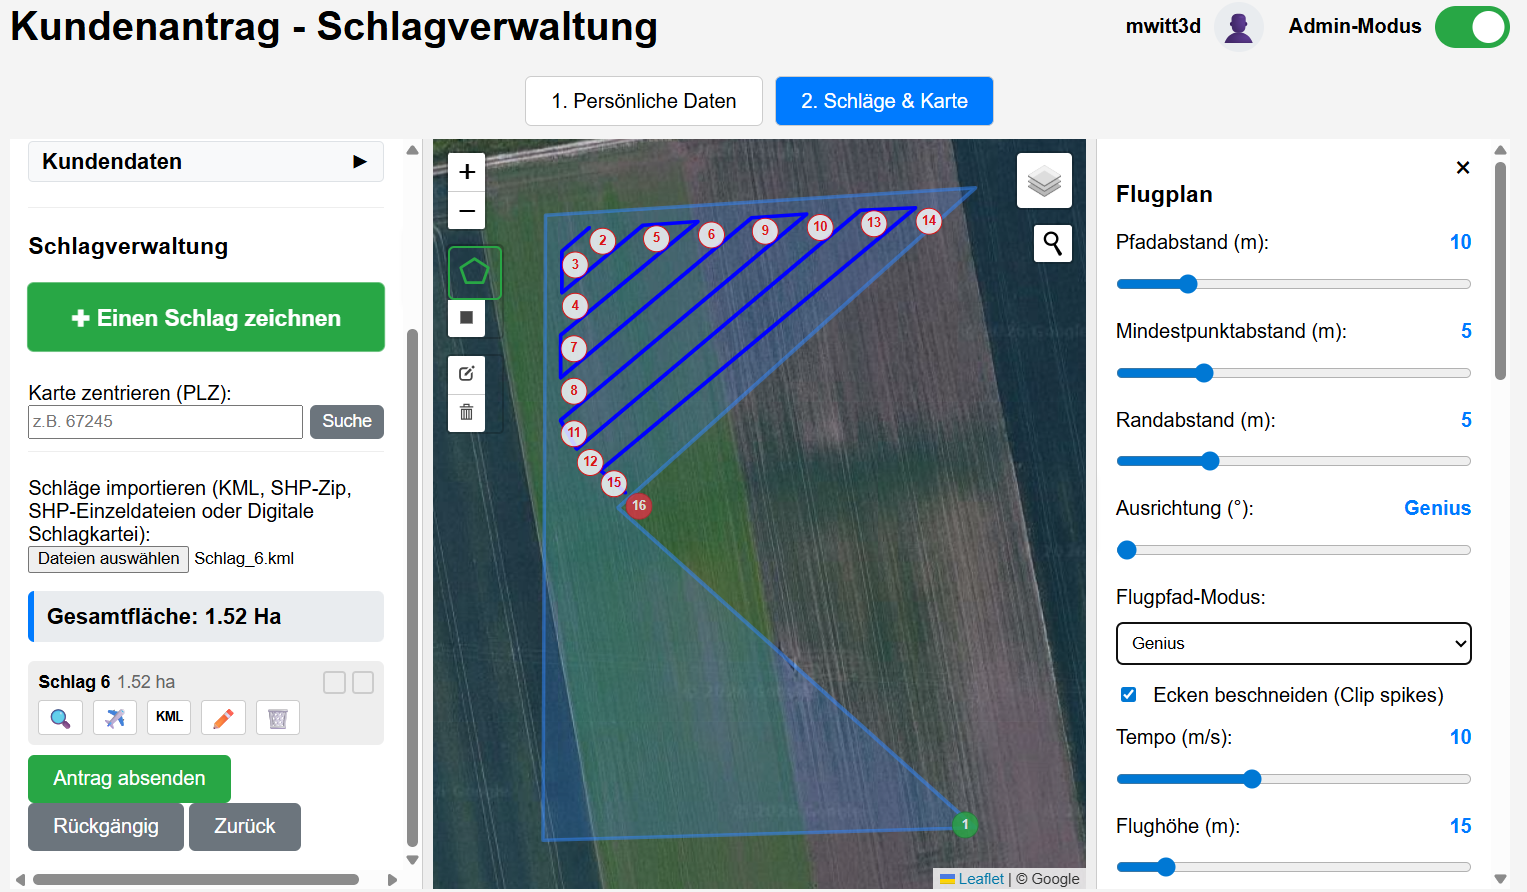 Kundenantrag - Schlagverwaltung
mwitt3d
Admin-Modus
1. Persönliche Daten
2. Schläge & Karte
Kundendaten ▶
Schlagverwaltung
+ Einen Schlag zeichnen
Karte zentrieren (PLZ):
z.B. 67245
Suche
Schläge importieren (KML, SHP-Zip,
SHP-Einzeldateien oder Digitale
Schlagkartei):
Dateien auswählen Schlag_6.kml
Gesamtfläche: 1.52 Ha
Schlag 6 1.52 ha
KML
Antrag absenden
Rückgängig
Zurück
+
−
2
5
6
9
10
13
14
3
4
7
8
11
12
15
16
1
Leaflet | © Google
×
Flugplan
Pfadabstand (m): 10
Mindestpunktabstand (m): 5
Randabstand (m): 5
Ausrichtung (°): Genius
Flugpfad-Modus:
Genius
Ecken beschneiden (Clip spikes)
Tempo (m/s): 10
Flughöhe (m): 15